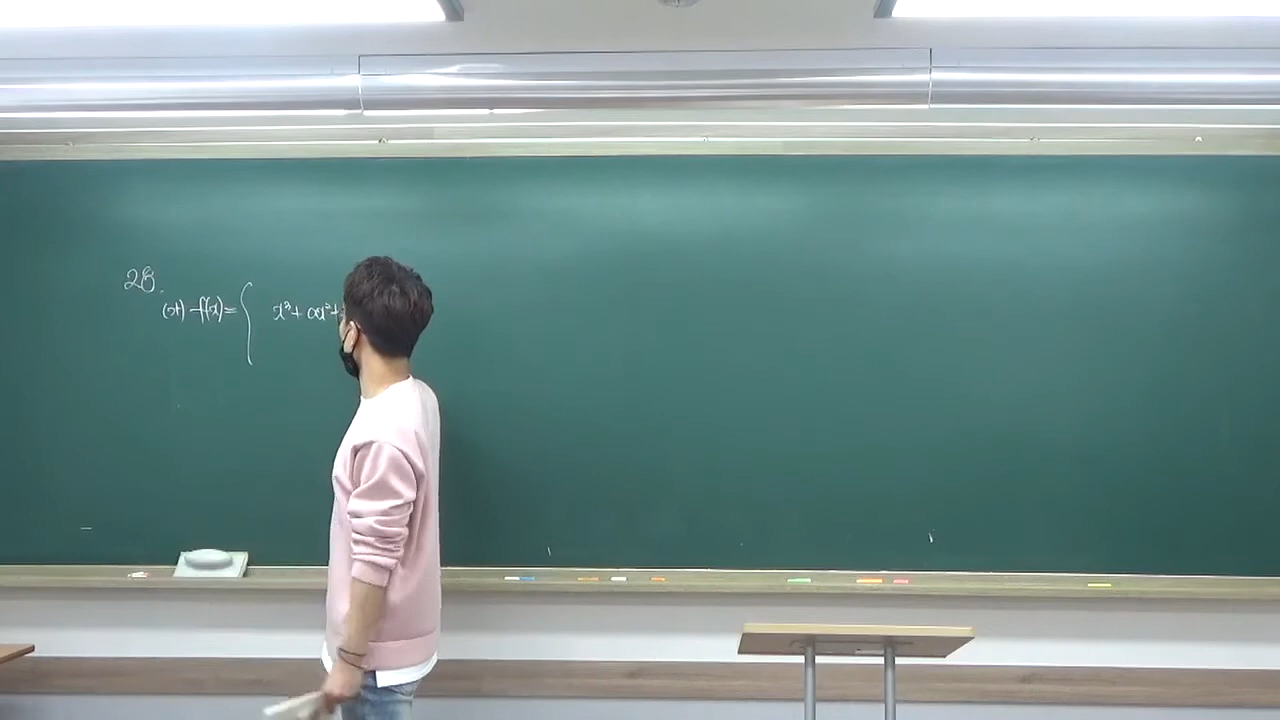 28.
(가) f(x)= { x³+ax²+